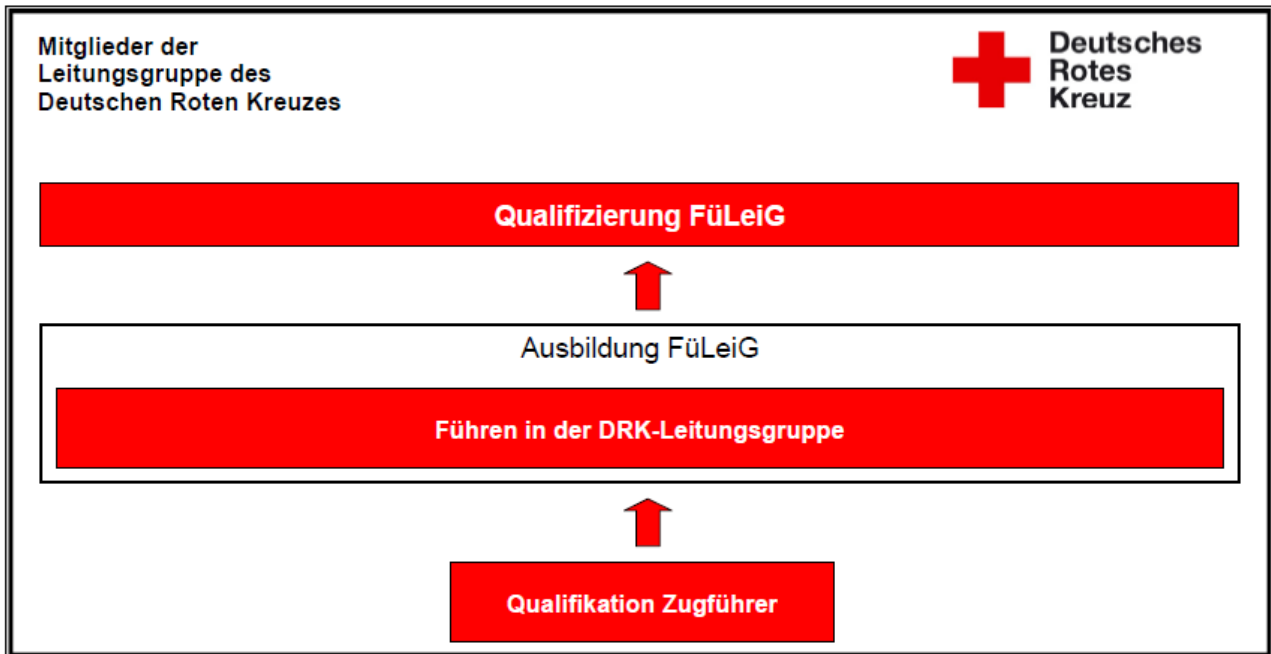 Mitglieder der
Leitungsgruppe des
Deutschen Roten Kreuzes
Deutsches
Rotes
Kreuz
Qualifizierung FüLeiG
Ausbildung FüLeiG
Führen in der DRK-Leitungsgruppe
Qualifikation Zugführer